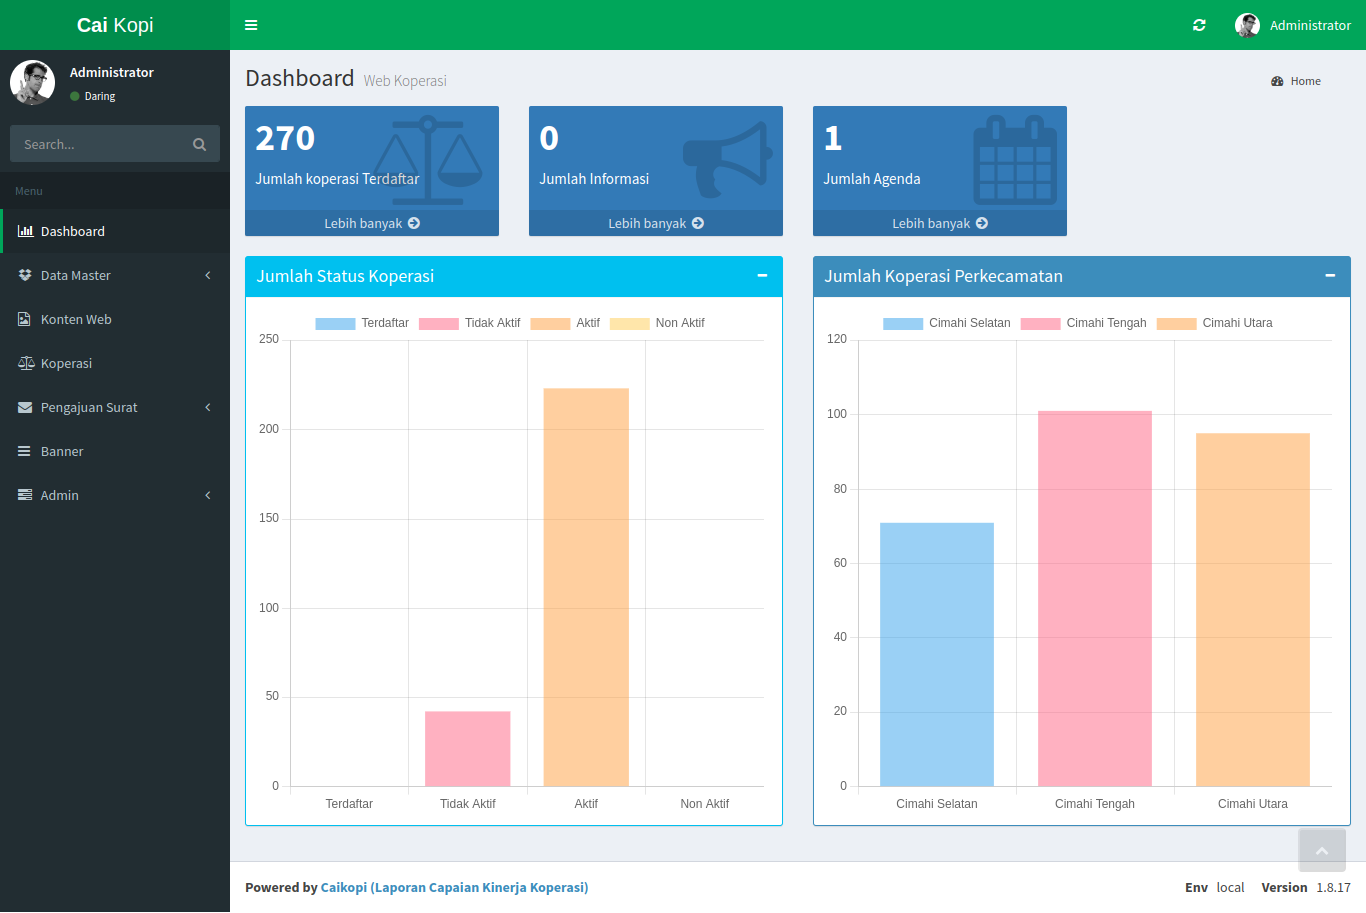 Cai Kopi
Administrator
Administrator
Daring
Search...
Menu
Dashboard
Data Master
Konten Web
Koperasi
Pengajuan Surat
Banner
Admin
Dashboard Web Koperasi
Home
270
Jumlah koperasi Terdaftar
Lebih banyak
0
Jumlah Informasi
Lebih banyak
1
Jumlah Agenda
Lebih banyak
Jumlah Status Koperasi
Terdaftar Tidak Aktif Aktif Non Aktif
250
200
150
100
50
0
Terdaftar Tidak Aktif Aktif Non Aktif
Jumlah Koperasi Perkecamatan
Cimahi Selatan Cimahi Tengah Cimahi Utara
120
100
80
60
40
20
0
Cimahi Selatan Cimahi Tengah Cimahi Utara
Powered by Caikopi (Laporan Capaian Kinerja Koperasi)
Env local Version 1.8.17